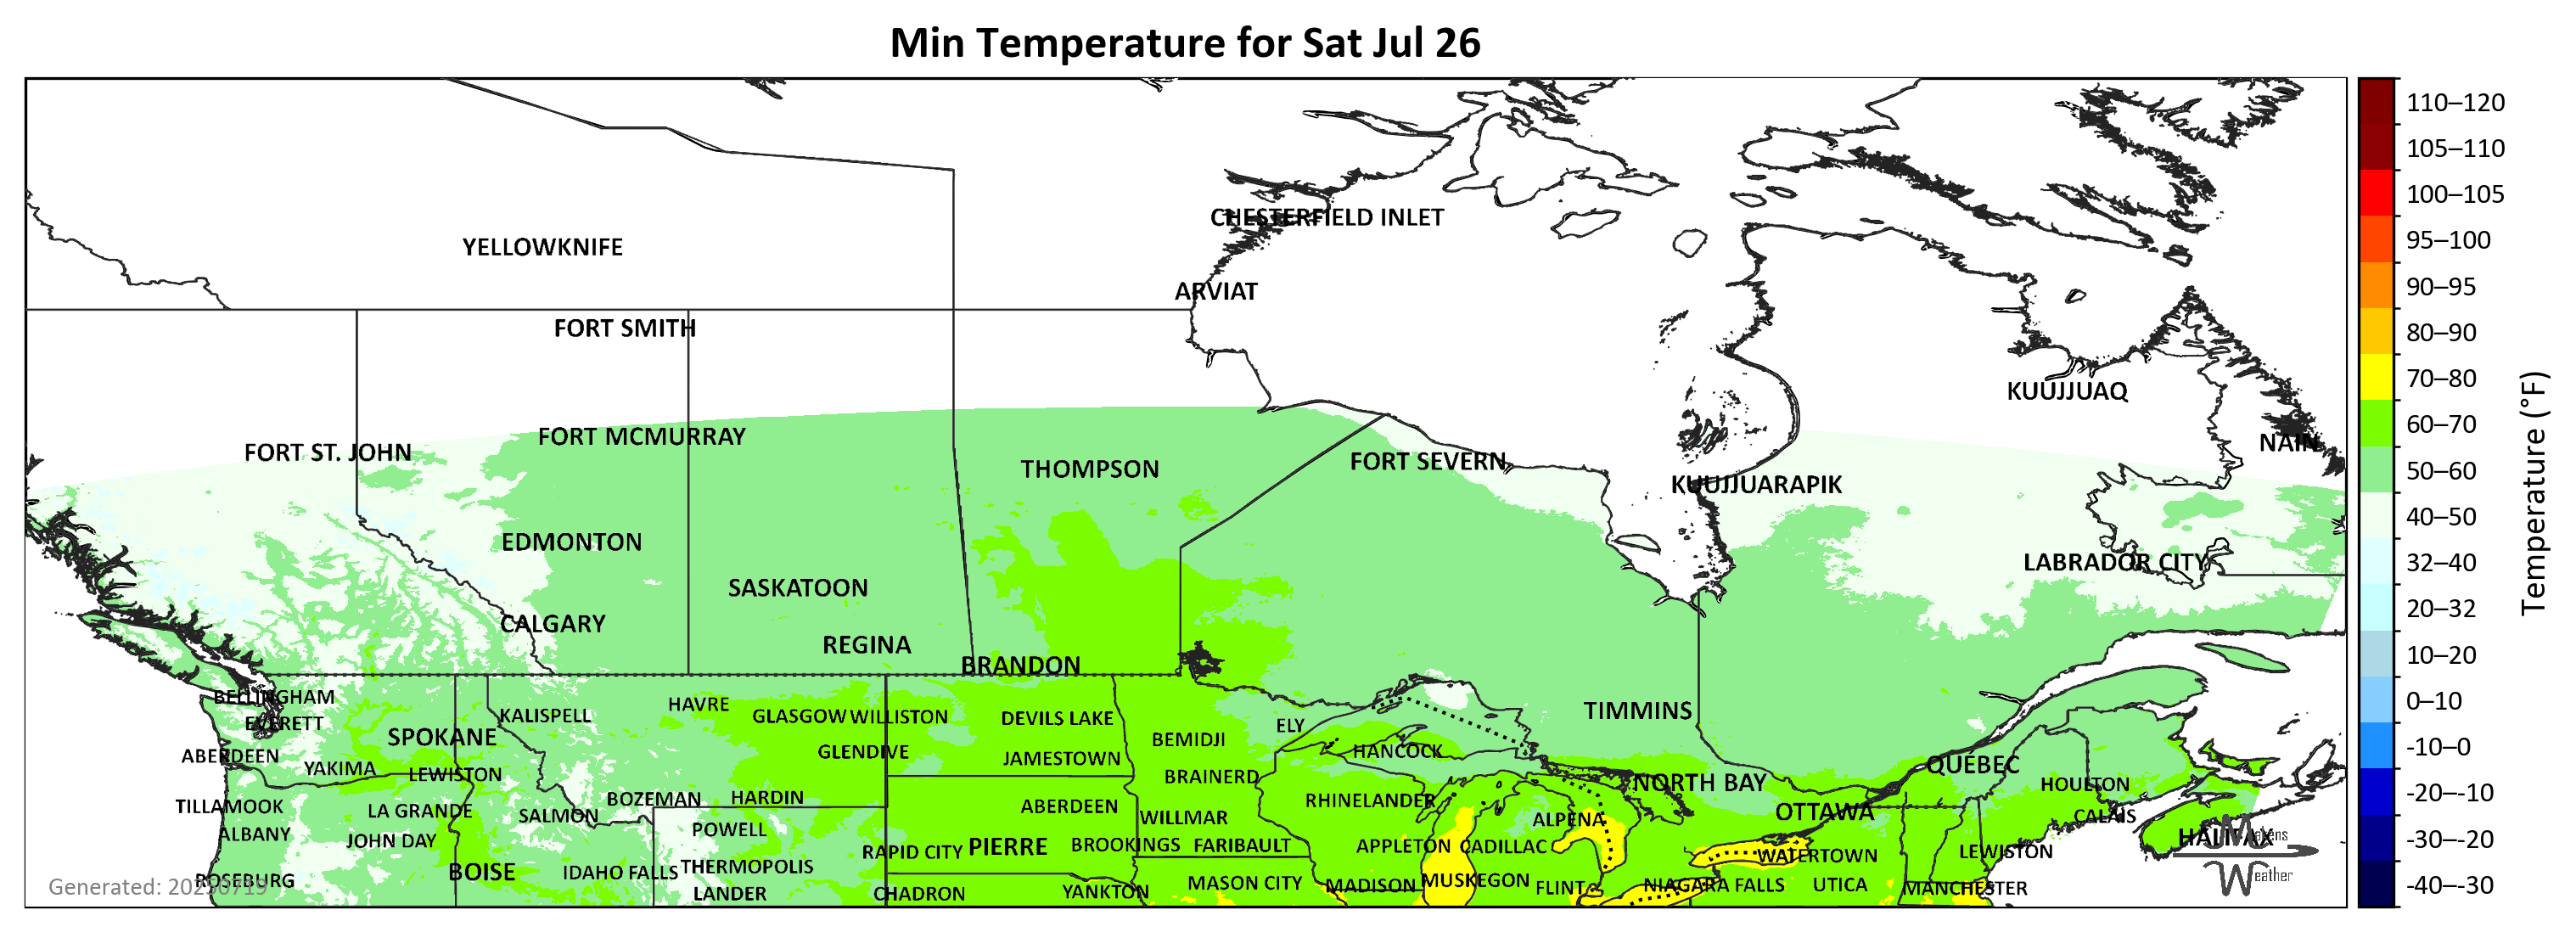 Min Temperature for Sat Jul 26
110–120
105–110
CHESTERFIELD INLET
100–105
YELLOWKNIFE
95–100
ARVIAT
90–95
FORT SMITH
80–90
KUUJJUAQ
70–80
FORT MCMURRAY
60–70
FORT ST. JOHN
NAIN
THOMPSON
FORT SEVERN
50–60
KUUJJUARAPIK
40–50
Temperature (°F)
EDMONTON
LABRADOR CITY
32–40
SASKATOON
20–32
CALGARY
REGINA
10–20
BRANDON
BELLINGHAM
HAVRE
0–10
TIMMINS
KALISPELL
GLASGOW
WILLISTON
DEVILS LAKE
EVERETT
ELY
SPOKANE
BEMIDJI
-10–0
HANCOCK
GLENDIVE
ABERDEEN
JAMESTOWN
QUÉBEC
YAKIMA
LEWISTON
BRAINERD
NORTH BAY
HOULTON
-20–-10
BOZEMAN
HARDIN
RHINELANDER
TILLAMOOK
LA GRANDE
ABERDEEN
OTTAWA
SALMON
WILLMAR
ALPENA
CALAIS
POWELL
ALBANY
-30–-20
HALIFAX
Makens
Weather
JOHN DAY
RAPID CITY
PIERRE
BROOKINGS
FARIBAULT
APPLETON
CADILLAC
LEWISTON
WATERTOWN
BOISE
IDAHO FALLS
THERMOPOLIS
ROSEBURG
MUSKEGON
MASON CITY
MADISON
FLINT
NIAGARA FALLS
UTICA
MANCHESTER
-40–-30
Generated: 20250719
LANDER
CHADRON
YANKTON